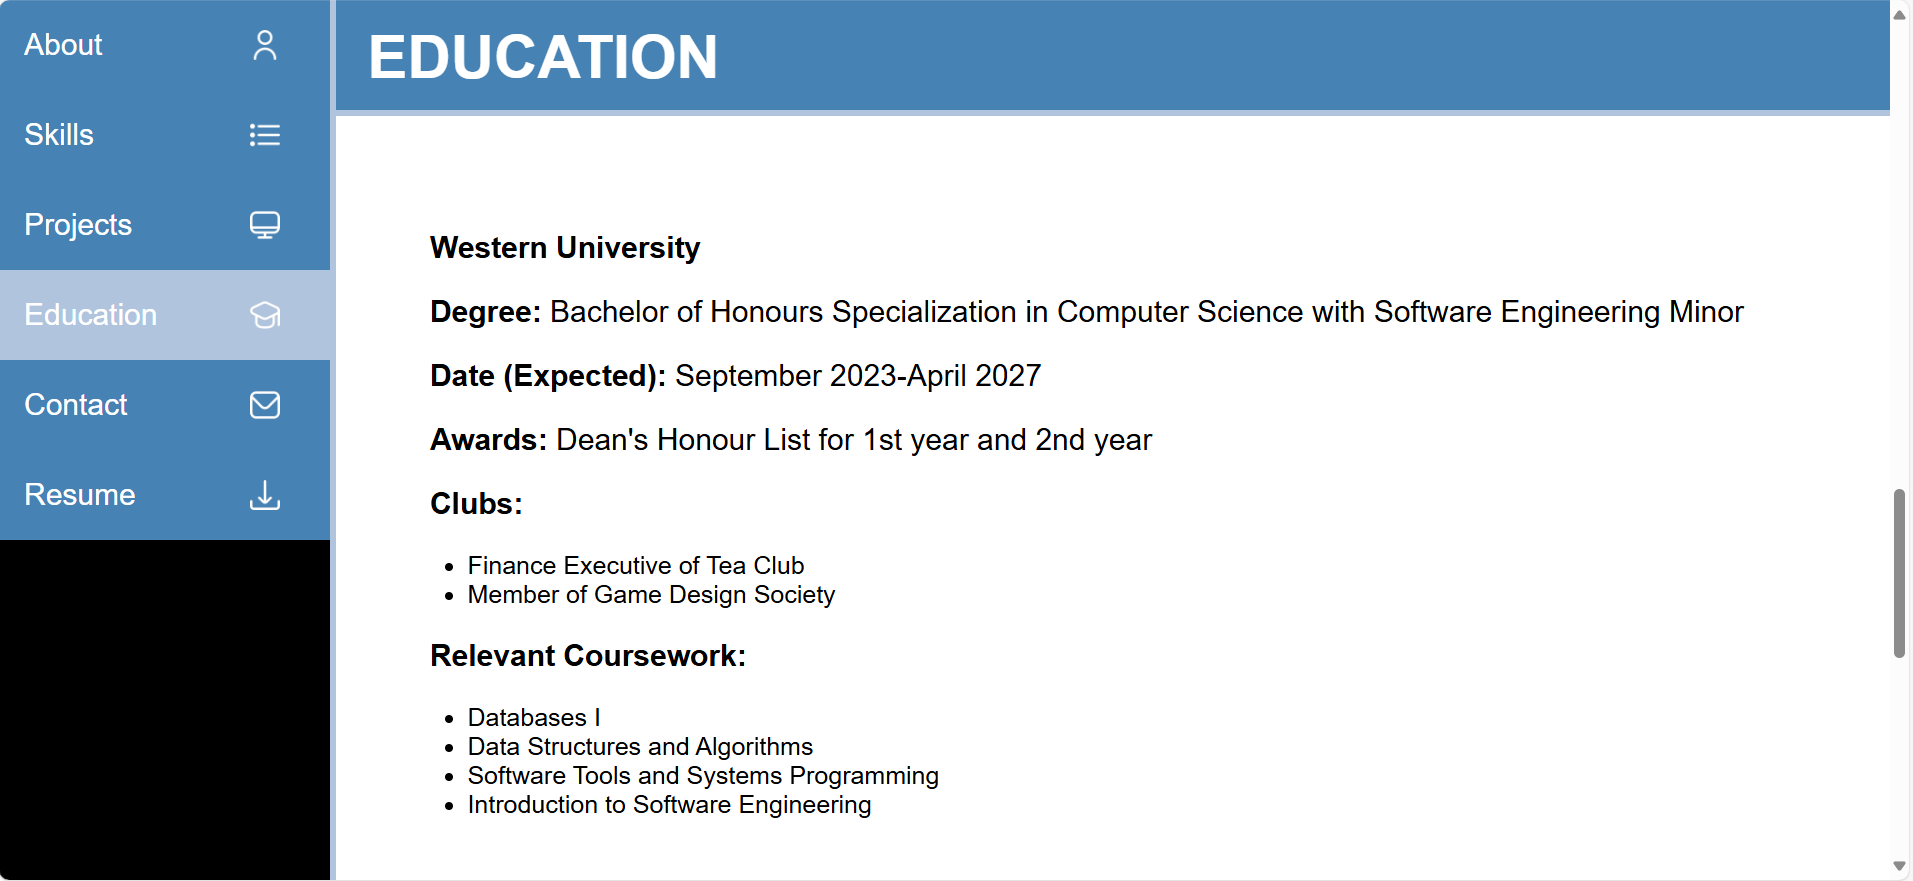 About
Skills
Projects
Education
Contact
Resume
EDUCATION
Western University
Degree: Bachelor of Honours Specialization in Computer Science with Software Engineering Minor
Date (Expected): September 2023-April 2027
Awards: Dean's Honour List for 1st year and 2nd year
Clubs:
• Finance Executive of Tea Club
• Member of Game Design Society
Relevant Coursework:
• Databases I
• Data Structures and Algorithms
• Software Tools and Systems Programming
• Introduction to Software Engineering